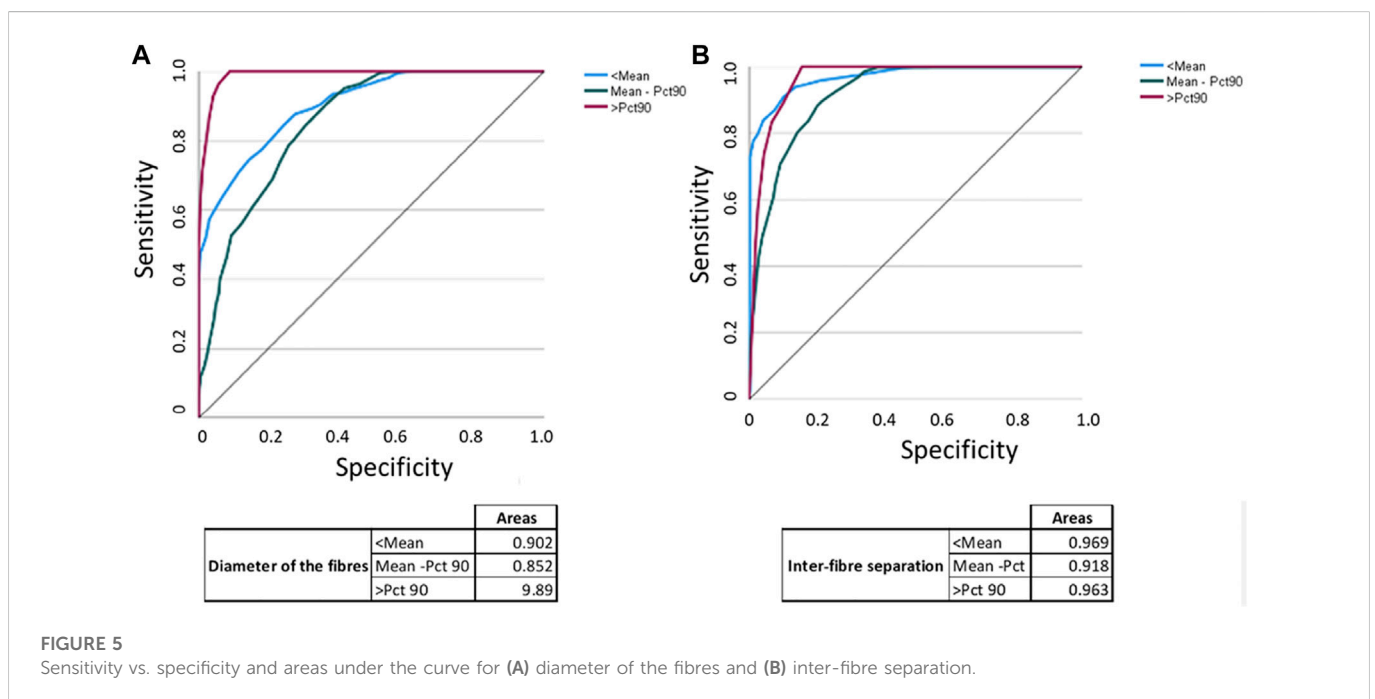 A
1.0
0.8
0.6
0.4
0.2
0
Sensitivity
0 0.2 0.4 0.6 0.8 1.0
Specificity
<Mean
Mean - Pct90
>Pct90
Areas
Diameter of the fibres
<Mean 0.902
Mean -Pct 90 0.852
>Pct 90 9.89
B
1.0
0.8
0.6
0.4
0.2
0
Sensitivity
0 0.2 0.4 0.6 0.8 1.0
Specificity
<Mean
Mean - Pct90
>Pct90
Areas
Inter-fibre separation
<Mean 0.969
Mean -Pct 0.918
>Pct 90 0.963
FIGURE 5
Sensitivity vs. specificity and areas under the curve for (A) diameter of the fibres and (B) inter-fibre separation.